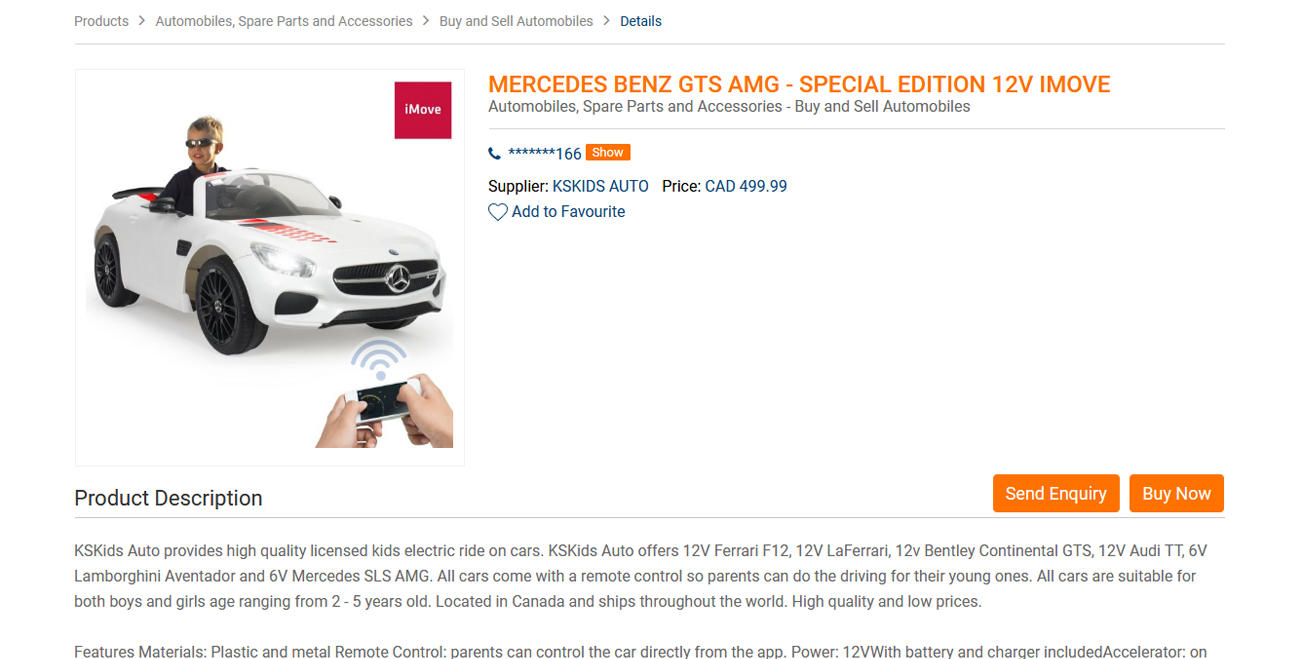 Products > Automobiles, Spare Parts and Accessories > Buy and Sell Automobiles > Details
iMove
MERCEDES BENZ GTS AMG - SPECIAL EDITION 12V IMOVE
Automobiles, Spare Parts and Accessories - Buy and Sell Automobiles
*******166 Show
Supplier: KSKIDS AUTO Price: CAD 499.99
Add to Favourite
Product Description
Send Enquiry Buy Now
KSKids Auto provides high quality licensed kids electric ride on cars. KSKids Auto offers 12V Ferrari F12, 12V LaFerrari, 12v Bentley Continental GTS, 12V Audi TT, 6V
Lamborghini Aventador and 6V Mercedes SLS AMG. All cars come with a remote control so parents can do the driving for their young ones. All cars are suitable for
both boys and girls age ranging from 2 - 5 years old. Located in Canada and ships throughout the world. High quality and low prices.
Features Materials: Plastic and metal Remote Control: parents can control the car directly from the app. Power: 12VWith battery and charger includedAccelerator: on